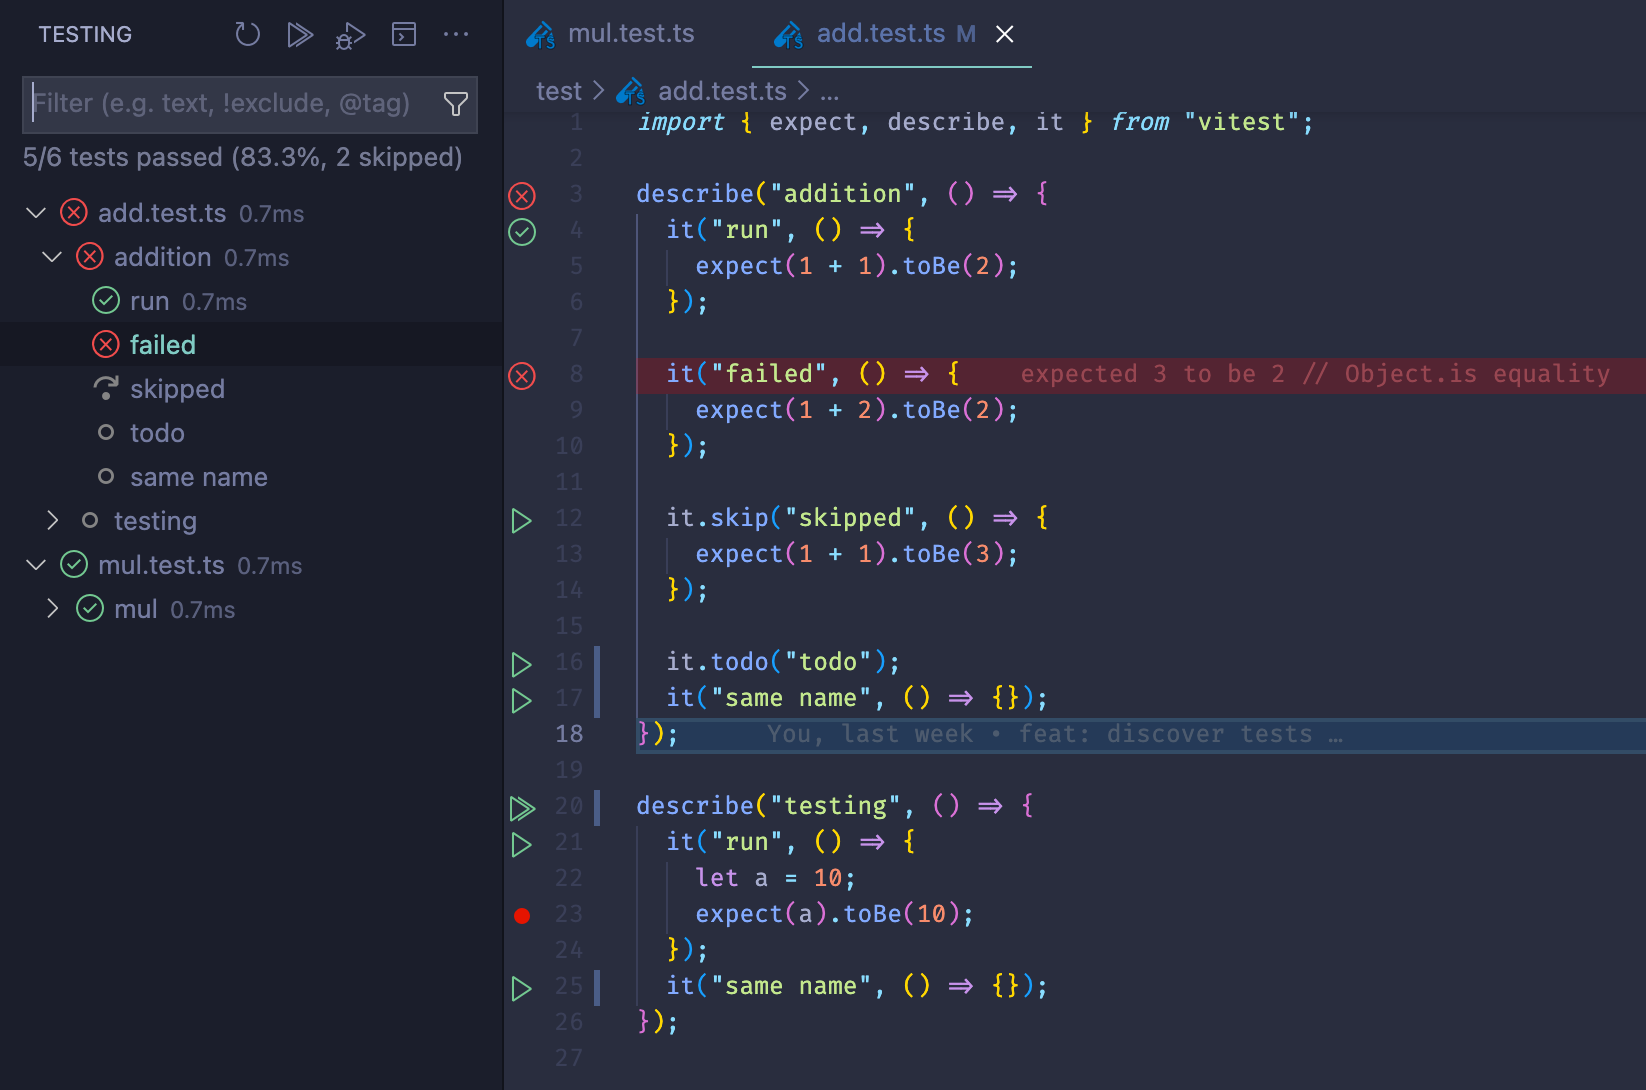 TESTING
Filter (e.g. text, !exclude, @tag)
5/6 tests passed (83.3%, 2 skipped)
add.test.ts 0.7ms
addition 0.7ms
run 0.7ms
failed
skipped
todo
same name
testing
mul.test.ts 0.7ms
mul 0.7ms
TS mul.test.ts
TS add.test.ts M
test > TS add.test.ts > ...
1 import { expect, describe, it } from "vitest";
2
3 describe("addition", () => {
4 it("run", () => {
5 expect(1 + 1).toBe(2);
6 });
7
8 it("failed", () => { expected 3 to be 2 // Object.is equality
9 expect(1 + 2).toBe(2);
10 });
11
12 it.skip("skipped", () => {
13 expect(1 + 1).toBe(3);
14 });
15
16 it.todo("todo");
17 it("same name", () => {});
18 }); You, last week • feat: discover tests …
19
20 describe("testing", () => {
21 it("run", () => {
22 let a = 10;
23 expect(a).toBe(10);
24 });
25 it("same name", () => {});
26 });
27